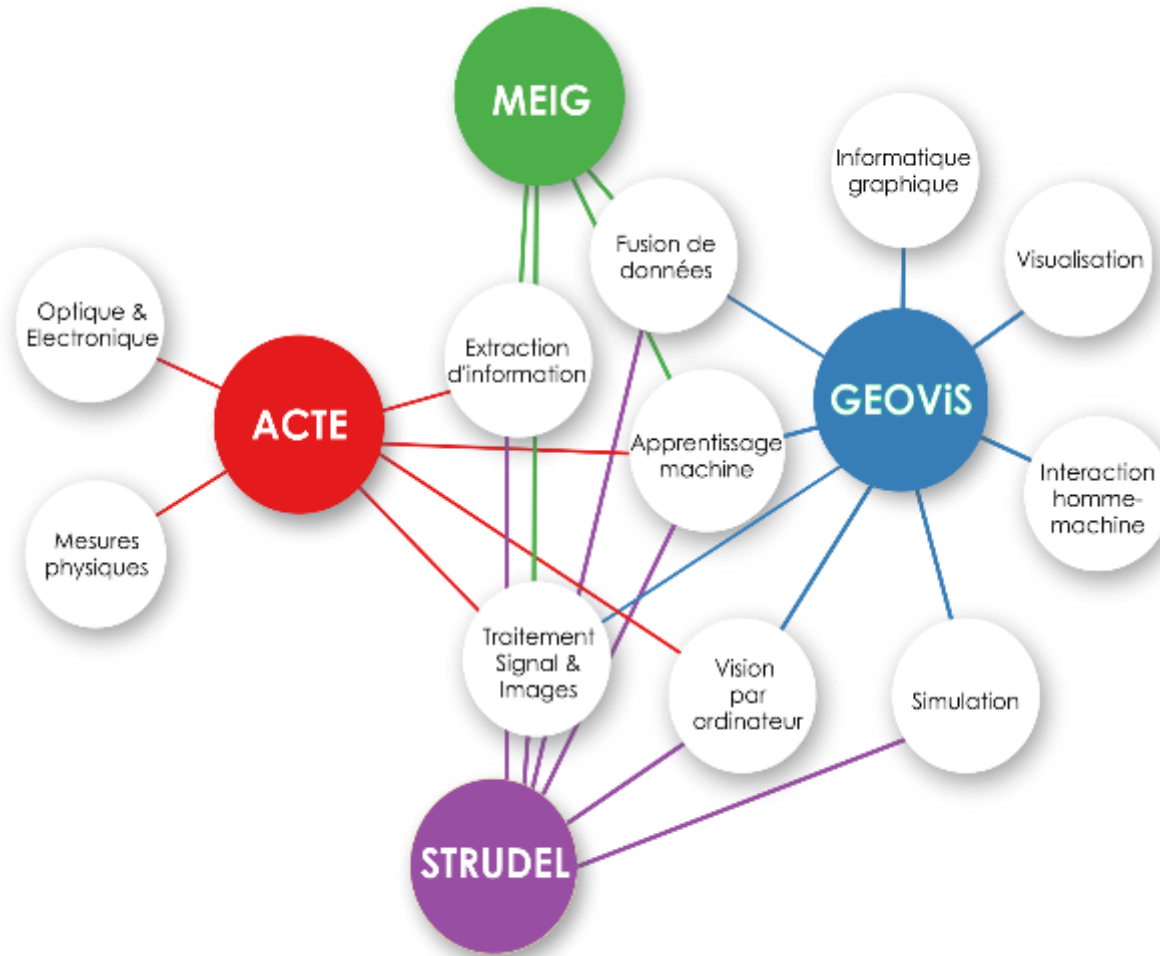 MEIG
Informatique
graphique
Fusion de
données
Visualisation
Optique &
Electronique
Extraction
d'information
ACTE
GEOViS
Apprentissage
machine
Interaction
homme-
machine
Mesures
physiques
Traitement
Signal &
Images
Vision
par
ordinateur
Simulation
STRUDEL